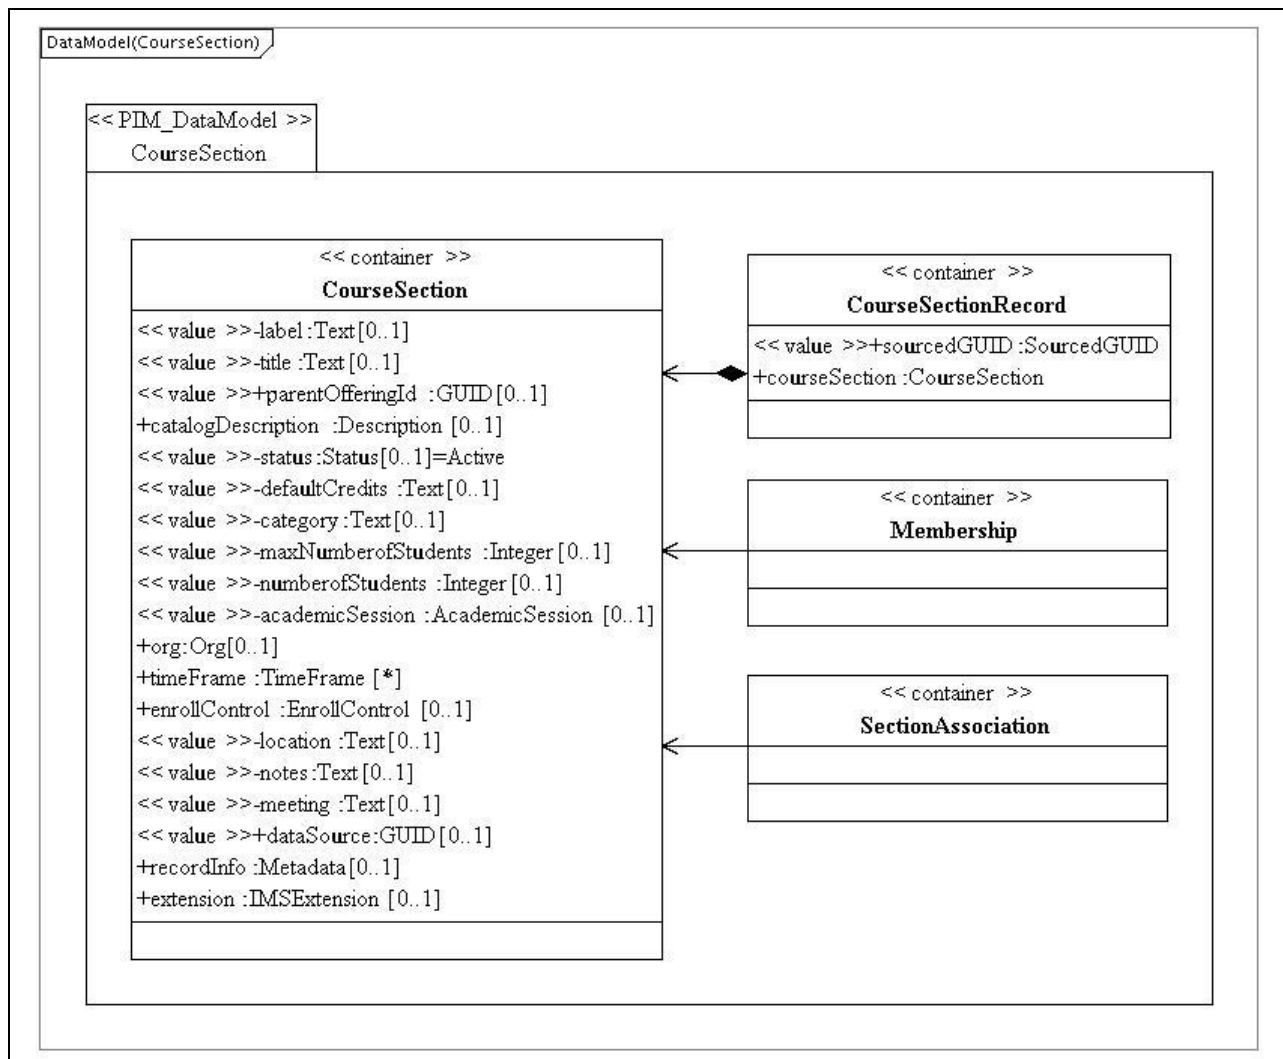 DataModel(CourseSection)
<< PIM_DataModel >>
CourseSection
<< container >>
CourseSection
<< value >>-label :Text [0..1]
<< value >>-title :Text [0..1]
<< value >>+parentOfferingId :GUID [0..1]
+catalogDescription :Description [0..1]
<< value >>-status :Status[0..1]=Active
<< value >>-defaultCredits :Text [0..1]
<< value >>-category :Text [0..1]
<< value >>-maxNumberofStudents :Integer [0..1]
<< value >>-numberofStudents :Integer [0..1]
<< value >>-academicSession :AcademicSession [0..1]
+org:Org[0..1]
+timeFrame :TimeFrame [*]
+enrollControl :EnrollControl [0..1]
<< value >>-location :Text [0..1]
<< value >>-notes :Text [0..1]
<< value >>-meeting :Text [0..1]
<< value >>+dataSource:GUID [0..1]
+recordInfo :Metadata [0..1]
+extension :IMSExtension [0..1]
<< container >>
CourseSectionRecord
<< value >>+sourcedGUID :SourcedGUID
+courseSection :CourseSection
<< container >>
Membership
<< container >>
SectionAssociation